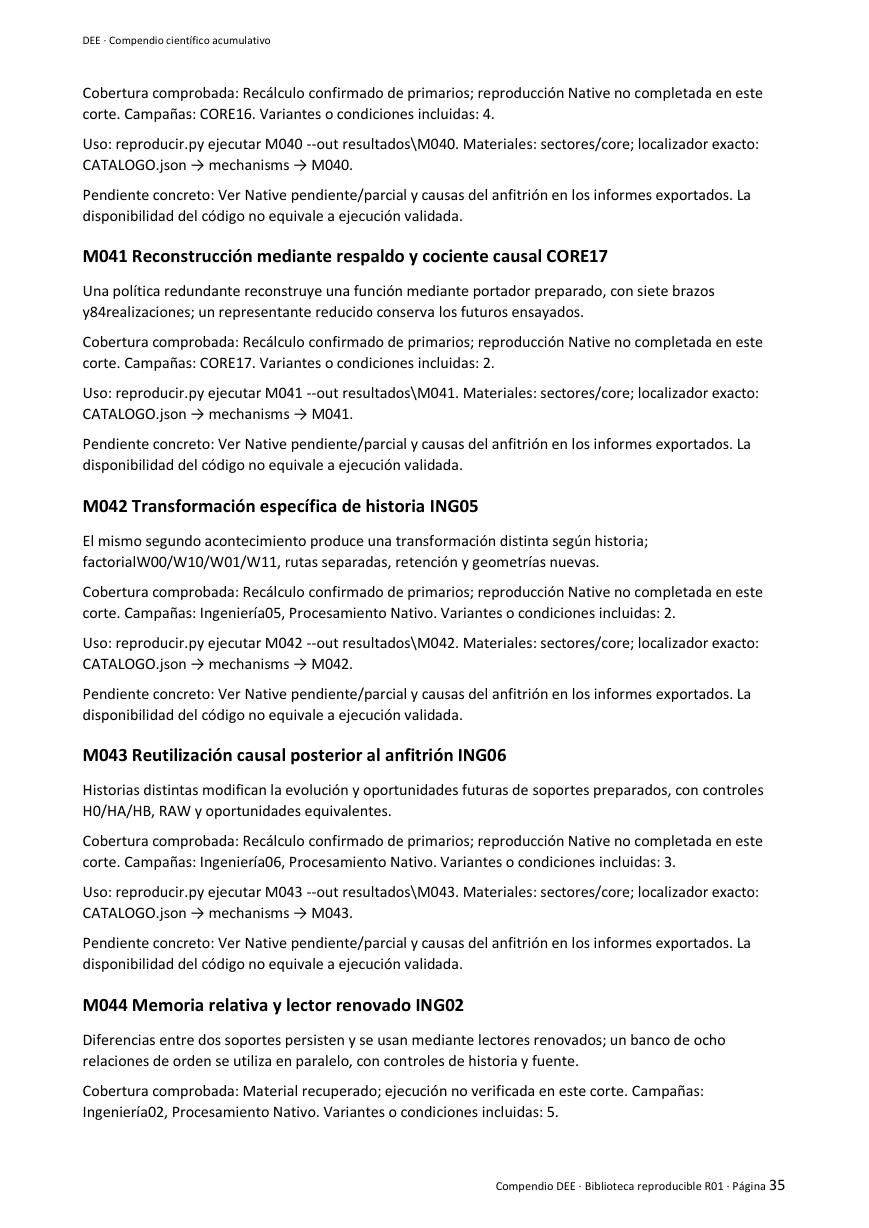 DEE · Compendio científico acumulativo
Cobertura comprobada: Recálculo confirmado de primarios; reproducción Native no completada en este
corte. Campañas: CORE16. Variantes o condiciones incluidas: 4.
Uso: reproducir.py ejecutar M040 --out resultados\M040. Materiales: sectores/core; localizador exacto:
CATALOGO.json → mechanisms → M040.
Pendiente concreto: Ver Native pendiente/parcial y causas del anfitrión en los informes exportados. La
disponibilidad del código no equivale a ejecución validada.
M041 Reconstrucción mediante respaldo y cociente causal CORE17
Una política redundante reconstruye una función mediante portador preparado, con siete brazos
y84realizaciones; un representante reducido conserva los futuros ensayados.
Cobertura comprobada: Recálculo confirmado de primarios; reproducción Native no completada en este
corte. Campañas: CORE17. Variantes o condiciones incluidas: 2.
Uso: reproducir.py ejecutar M041 --out resultados\M041. Materiales: sectores/core; localizador exacto:
CATALOGO.json → mechanisms → M041.
Pendiente concreto: Ver Native pendiente/parcial y causas del anfitrión en los informes exportados. La
disponibilidad del código no equivale a ejecución validada.
M042 Transformación específica de historia ING05
El mismo segundo acontecimiento produce una transformación distinta según historia;
factorialW00/W10/W01/W11, rutas separadas, retención y geometrías nuevas.
Cobertura comprobada: Recálculo confirmado de primarios; reproducción Native no completada en este
corte. Campañas: Ingeniería05, Procesamiento Nativo. Variantes o condiciones incluidas: 2.
Uso: reproducir.py ejecutar M042 --out resultados\M042. Materiales: sectores/core; localizador exacto:
CATALOGO.json → mechanisms → M042.
Pendiente concreto: Ver Native pendiente/parcial y causas del anfitrión en los informes exportados. La
disponibilidad del código no equivale a ejecución validada.
M043 Reutilización causal posterior al anfitrión ING06
Historias distintas modifican la evolución y oportunidades futuras de soportes preparados, con controles
H0/HA/HB, RAW y oportunidades equivalentes.
Cobertura comprobada: Recálculo confirmado de primarios; reproducción Native no completada en este
corte. Campañas: Ingeniería06, Procesamiento Nativo. Variantes o condiciones incluidas: 3.
Uso: reproducir.py ejecutar M043 --out resultados\M043. Materiales: sectores/core; localizador exacto:
CATALOGO.json → mechanisms → M043.
Pendiente concreto: Ver Native pendiente/parcial y causas del anfitrión en los informes exportados. La
disponibilidad del código no equivale a ejecución validada.
M044 Memoria relativa y lector renovado ING02
Diferencias entre dos soportes persisten y se usan mediante lectores renovados; un banco de ocho
relaciones de orden se utiliza en paralelo, con controles de historia y fuente.
Cobertura comprobada: Material recuperado; ejecución no verificada en este corte. Campañas:
Ingeniería02, Procesamiento Nativo. Variantes o condiciones incluidas: 5.
Compendio DEE · Biblioteca reproducible R01 · Página 35